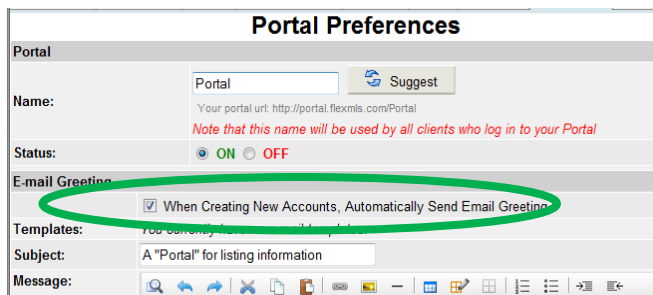 Portal Preferences
Portal
Name:
Portal
Suggest
Your portal url: http://portal.flexmls.com/Portal
Note that this name will be used by all clients who log in to your Portal
Status:
ON OFF
E-mail Greeting
When Creating New Accounts, Automatically Send Email Greeting
Templates:
Subject:
A "Portal" for listing information
Message: